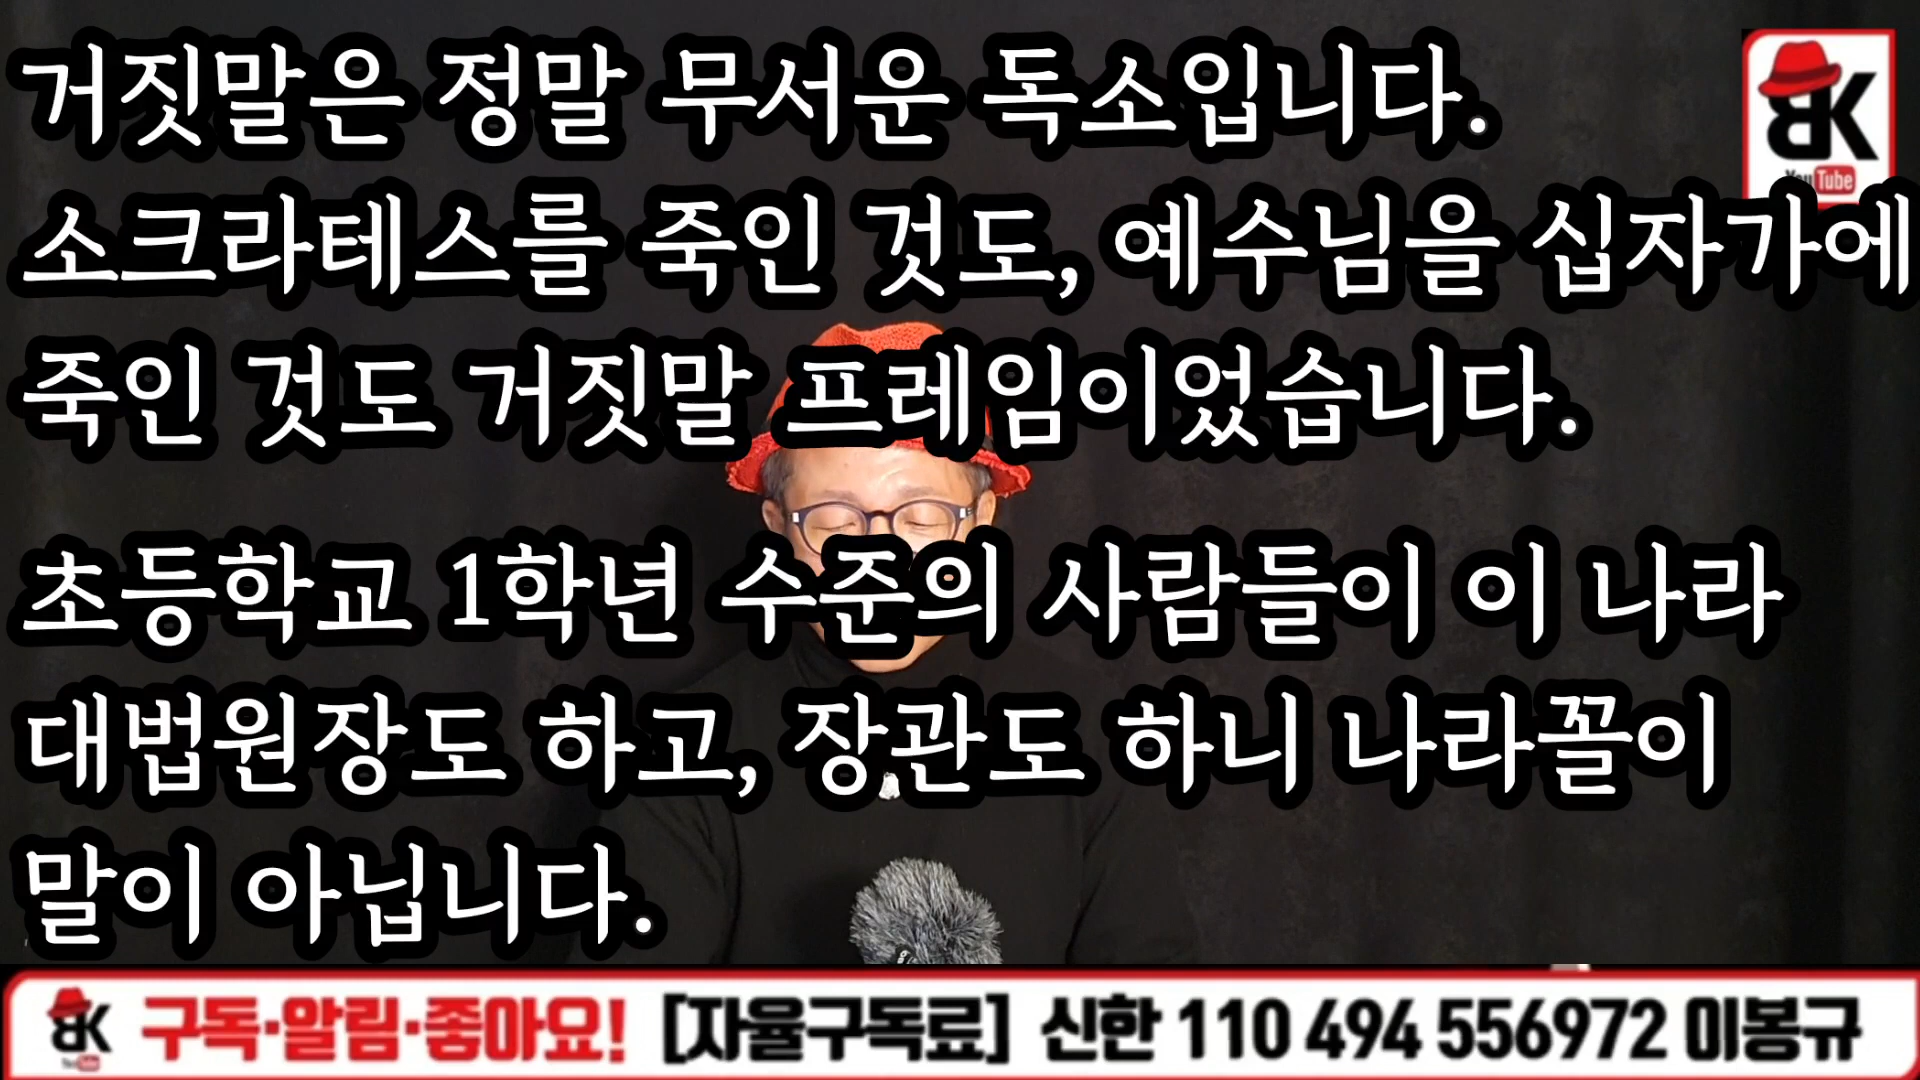 거짓말은 정말 무서운 독소입니다.
BK
YouTube
소크라테스를 죽인 것도, 예수님을 십자가에
죽인 것도 거짓말 프레임이었습니다.
초등학교 1학년 수준의 사람들이 이 나라
대법원장도 하고, 장관도 하니 나라꼴이
말이 아닙니다.
BK YouTube 구독·알림·좋아요! [자율구독료] 신한 110 494 556972 이봉규